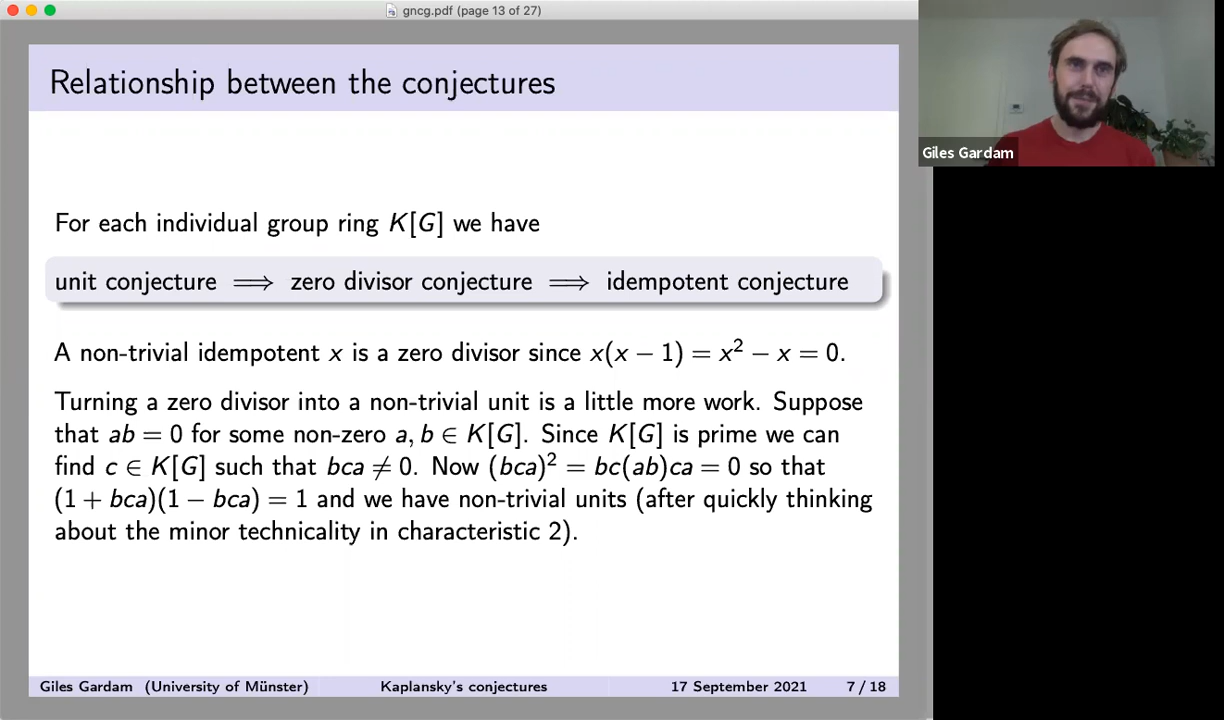 gncg.pdf (page 13 of 27)
Relationship between the conjectures
For each individual group ring K[G] we have
unit conjecture ⟹ zero divisor conjecture ⟹ idempotent conjecture
A non-trivial idempotent x is a zero divisor since x(x − 1) = x² − x = 0.
Turning a zero divisor into a non-trivial unit is a little more work. Suppose
that ab = 0 for some non-zero a, b ∈ K[G]. Since K[G] is prime we can
find c ∈ K[G] such that bca ≠ 0. Now (bca)² = bc(ab)ca = 0 so that
(1 + bca)(1 − bca) = 1 and we have non-trivial units (after quickly thinking
about the minor technicality in characteristic 2).
Giles Gardam (University of Münster) Kaplansky's conjectures 17 September 2021 7 / 18
Giles Gardam